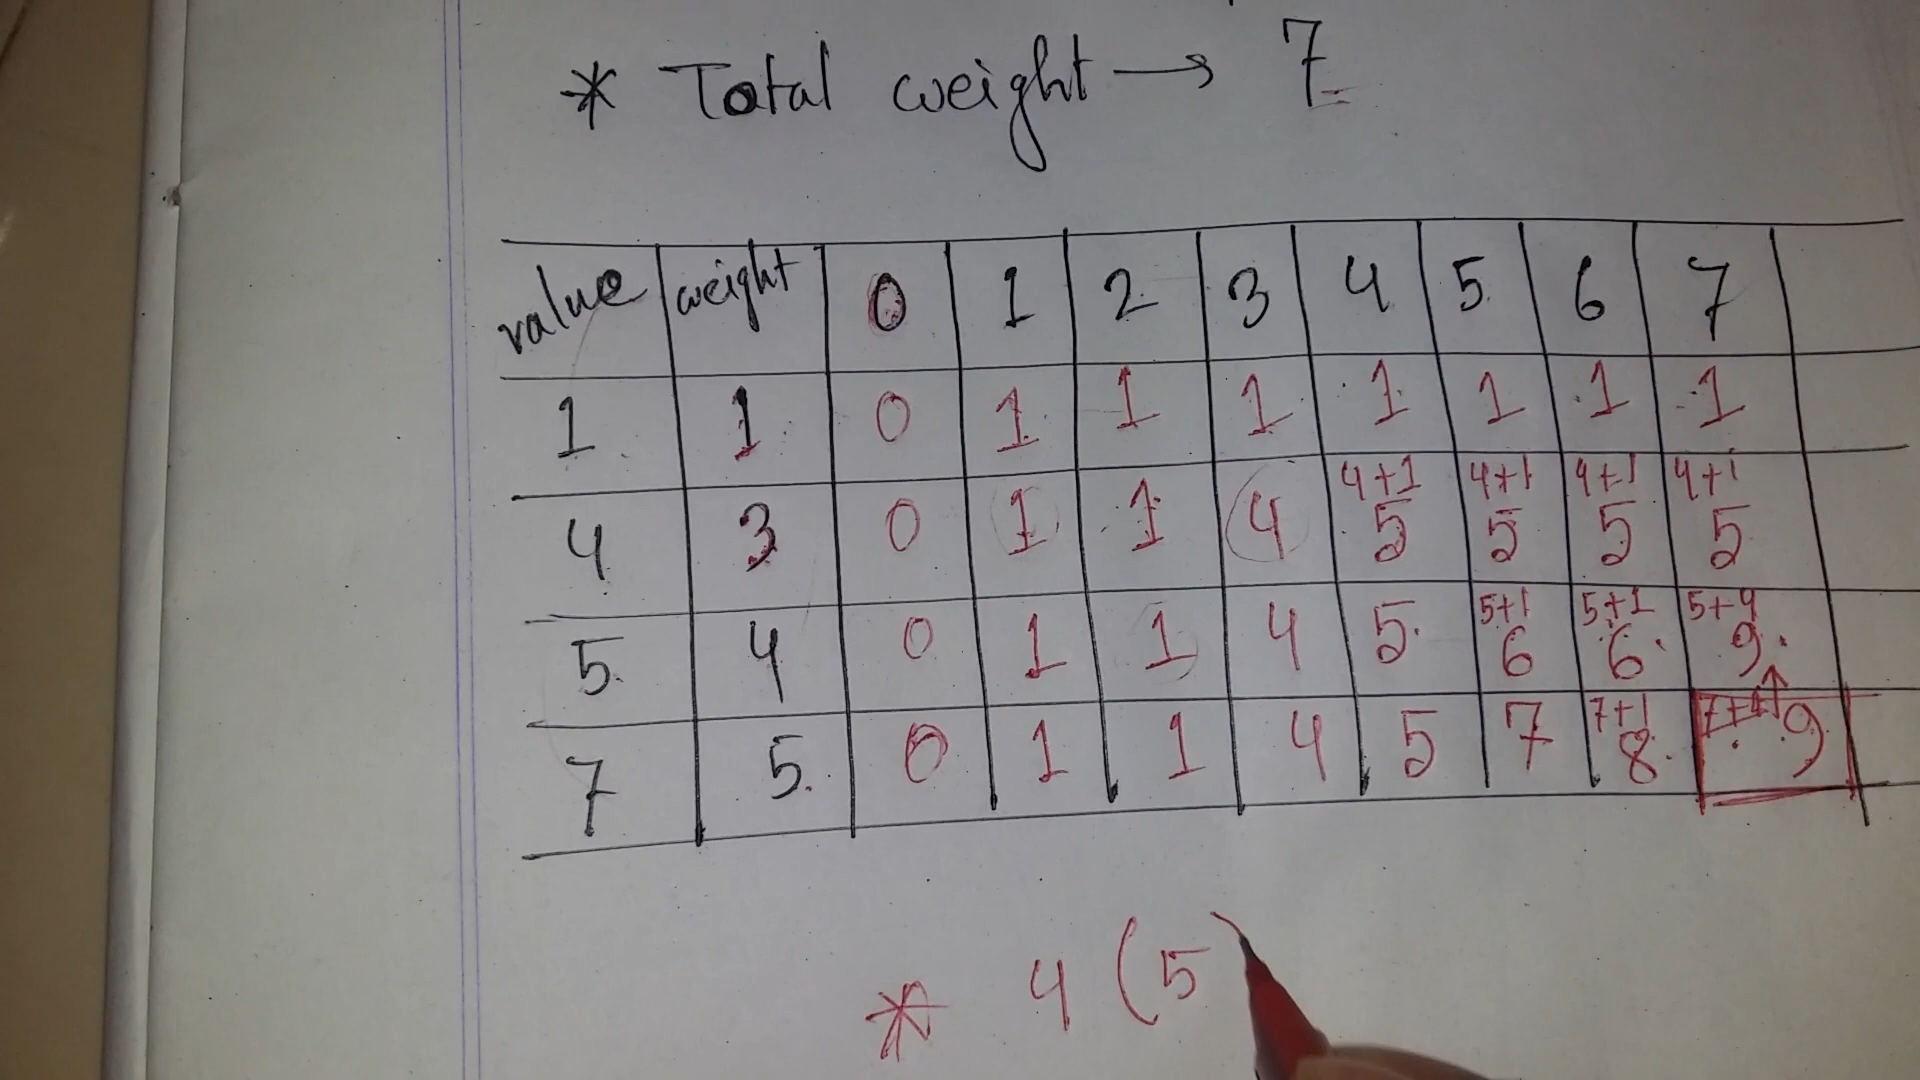 * Total weight → 7
value weight 0 1 2 3 4 5 6 7
1 1 0 1 1 1 1 1 1 1
4+1 4+1 4+1 4+1
4 3 0 1 1 4 5 5 5 5
5+1 5+1 5+4
5 4 0 1 1 4 5 6 6 9
7+1
7 5 0 1 1 4 5 7 8 9
* 4 (5)